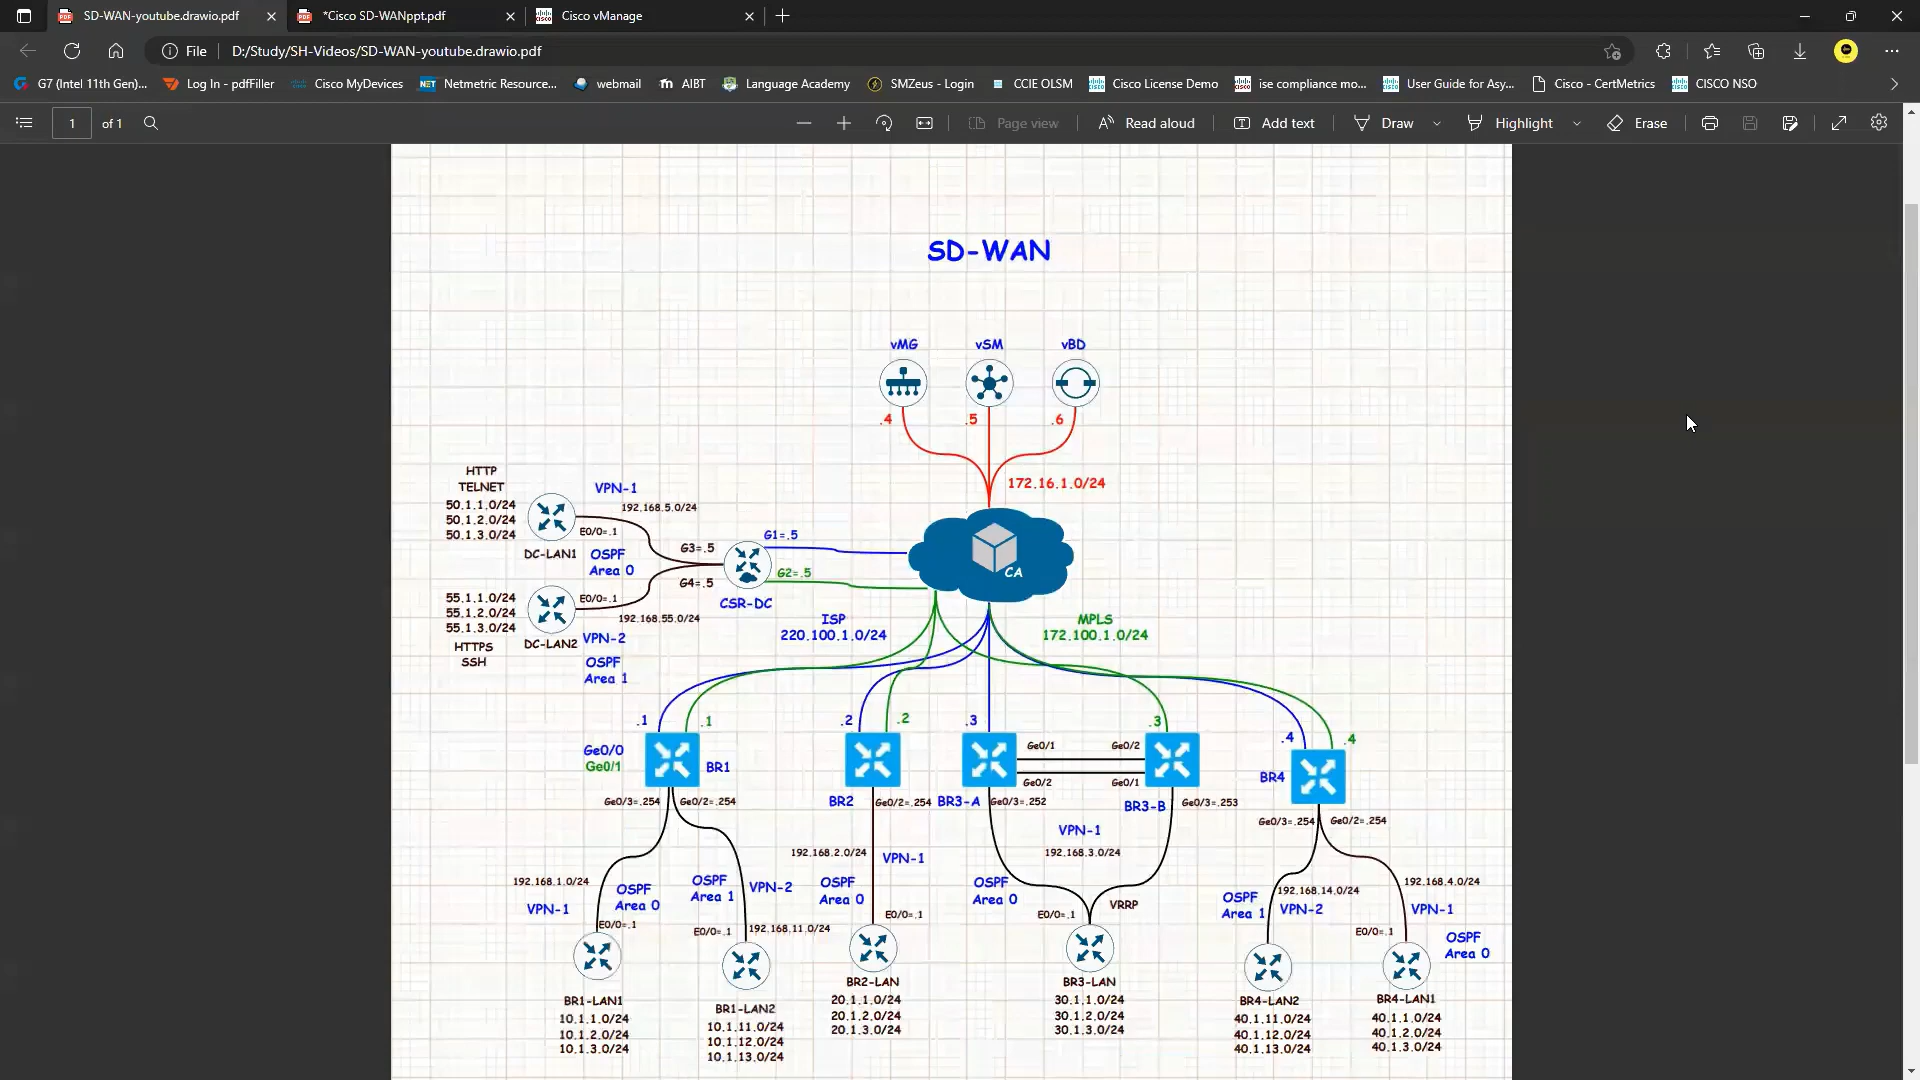 SD-WAN-youtube.drawio.pdf
*Cisco SD-WANppt.pdf
Cisco vManage
File
D:/Study/SH-Videos/SD-WAN-youtube.drawio.pdf
G7 (Intel 11th Gen)...
Log In - pdfFiller
Cisco MyDevices
NET
Netmetric Resource...
webmail
m AIBT
Language Academy
SMZeus - Login
CCIE OLSM
Cisco License Demo
ise compliance mo...
User Guide for Asy...
Cisco - CertMetrics
CISCO NSO
1
of 1
Page view
Read aloud
Add text
Draw
Highlight
Erase
SD-WAN
vMG
vSM
vBD
.4
.5
.6
172.16.1.0/24
HTTP
TELNET
50.1.1.0/24
50.1.2.0/24
50.1.3.0/24
VPN-1
192.168.5.0/24
E0/0=.1
DC-LAN1
OSPF
Area 0
G3=.5
G4=.5
G1=.5
G2=.5
CSR-DC
CA
55.1.1.0/24
55.1.2.0/24
55.1.3.0/24
HTTPS
SSH
E0/0=.1
192.168.55.0/24
DC-LAN2
VPN-2
OSPF
Area 1
ISP
220.100.1.0/24
MPLS
172.100.1.0/24
.1
.1
.2
.2
.3
.3
.4
.4
Ge0/0
Ge0/1
BR1
Ge0/3=.254
Ge0/2=.254
BR2
Ge0/2=.254
BR3-A
Ge0/3=.252
Ge0/1
Ge0/2
Ge0/2
Ge0/1
BR3-B
Ge0/3=.253
BR4
Ge0/3=.254
Ge0/2=.254
192.168.1.0/24
VPN-1
OSPF
Area 0
E0/0=.1
OSPF
Area 1
VPN-2
E0/0=.1
192.168.11.0/24
192.168.2.0/24
VPN-1
OSPF
Area 0
E0/0=.1
VPN-1
192.168.3.0/24
OSPF
Area 0
VRRP
E0/0=.1
192.168.14.0/24
OSPF
Area 1
VPN-2
192.168.4.0/24
VPN-1
E0/0=.1
OSPF
Area 0
BR1-LAN1
10.1.1.0/24
10.1.2.0/24
10.1.3.0/24
BR1-LAN2
10.1.11.0/24
10.1.12.0/24
10.1.13.0/24
BR2-LAN
20.1.1.0/24
20.1.2.0/24
20.1.3.0/24
BR3-LAN
30.1.1.0/24
30.1.2.0/24
30.1.3.0/24
BR4-LAN2
40.1.11.0/24
40.1.12.0/24
40.1.13.0/24
BR4-LAN1
40.1.1.0/24
40.1.2.0/24
40.1.3.0/24